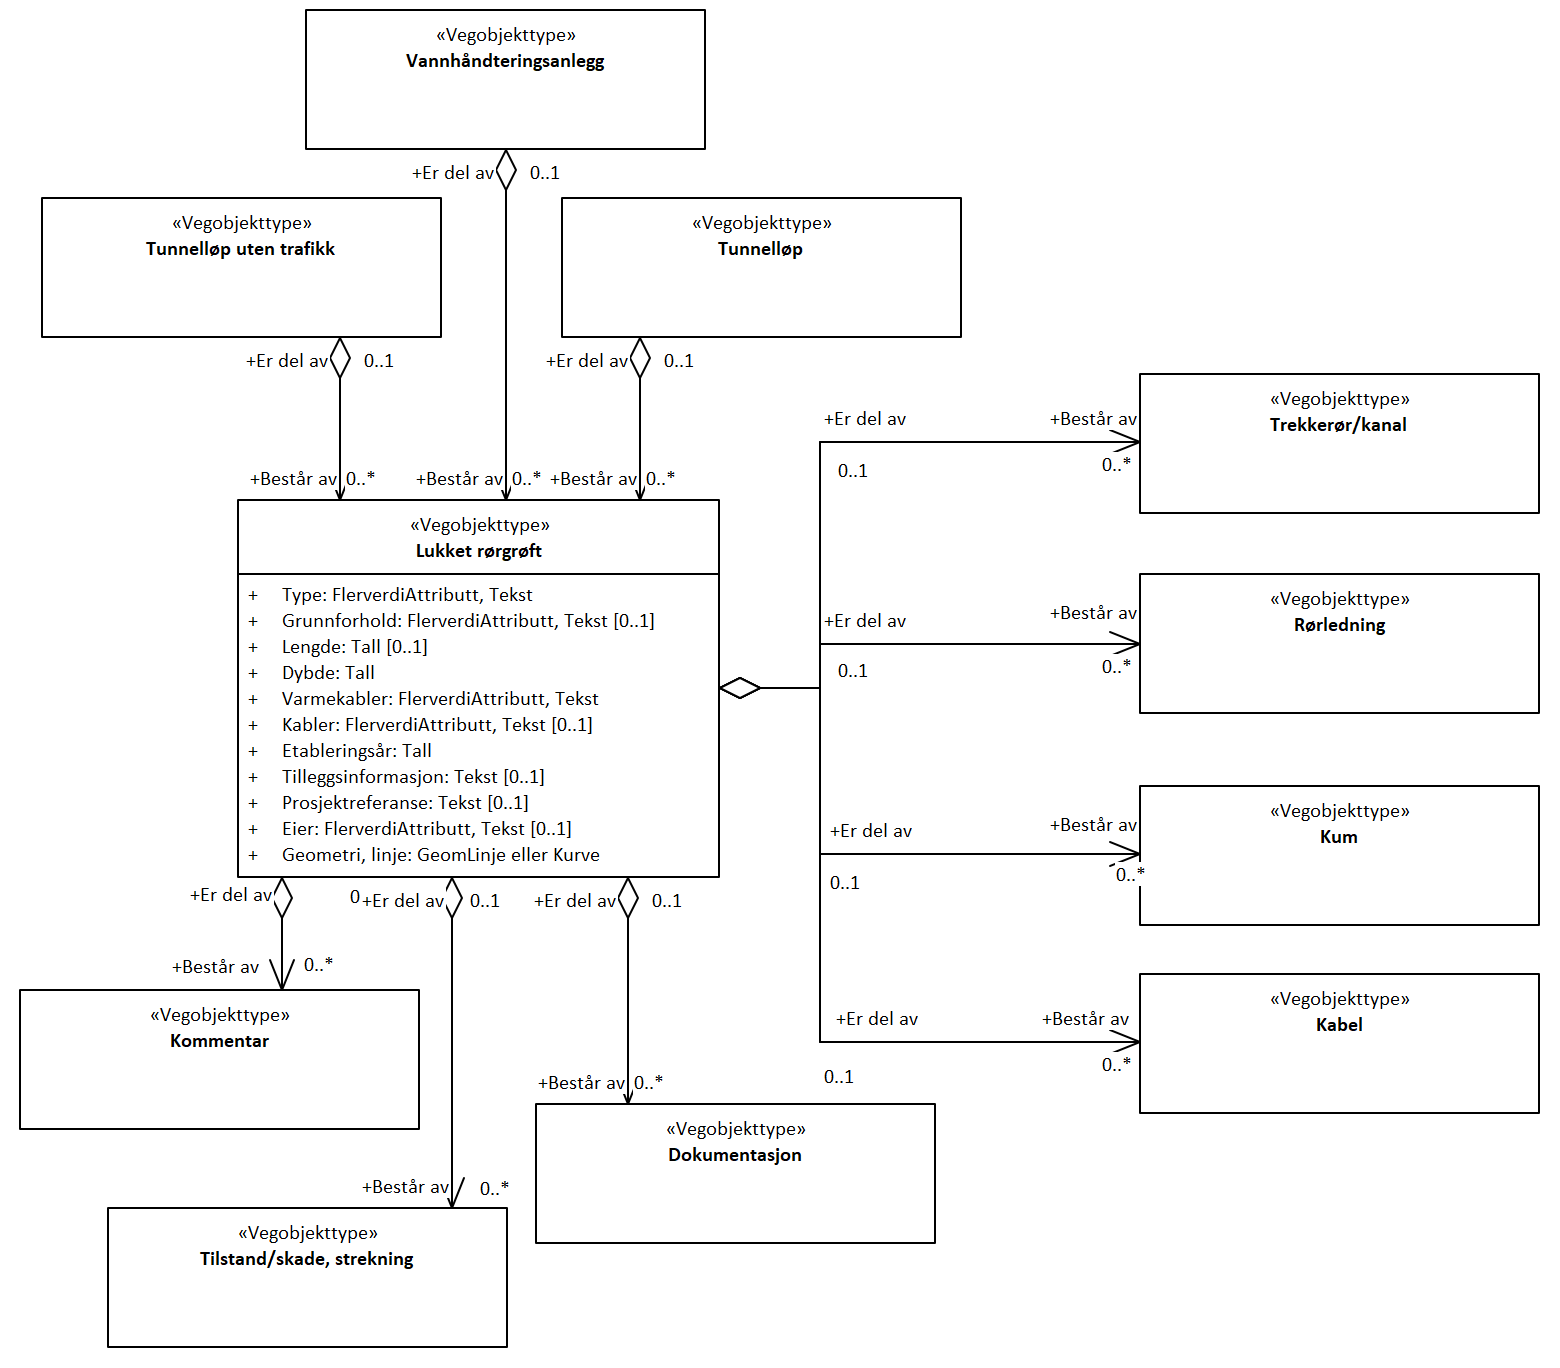 «Vegobjekttype»
Vannhåndteringsanlegg
+Er del av 0..1
«Vegobjekttype»
Tunnelløp uten trafikk
«Vegobjekttype»
Tunnelløp
+Er del av 0..1
+Er del av 0..1
+Består av 0..*
+Består av 0..*
+Består av 0..*
«Vegobjekttype»
Lukket rørgrøft
+ Type: FlerverdiAttributt, Tekst
+ Grunnforhold: FlerverdiAttributt, Tekst [0..1]
+ Lengde: Tall [0..1]
+ Dybde: Tall
+ Varmekabler: FlerverdiAttributt, Tekst
+ Kabler: FlerverdiAttributt, Tekst [0..1]
+ Etableringsår: Tall
+ Tilleggsinformasjon: Tekst [0..1]
+ Prosjektreferanse: Tekst [0..1]
+ Eier: FlerverdiAttributt, Tekst [0..1]
+ Geometri, linje: GeomLinje eller Kurve
+Er del av +Består av
0..1 0..*
«Vegobjekttype»
Trekkerør/kanal
+Er del av +Består av
0..1 0..*
«Vegobjekttype»
Rørledning
+Er del av +Består av
0..1 0..*
«Vegobjekttype»
Kum
+Er del av +Består av
0..1 0..*
«Vegobjekttype»
Kabel
+Er del av 0
+Er del av 0..1
+Er del av 0..1
+Består av 0..*
«Vegobjekttype»
Kommentar
+Består av 0..*
«Vegobjekttype»
Dokumentasjon
+Består av 0..*
«Vegobjekttype»
Tilstand/skade, strekning